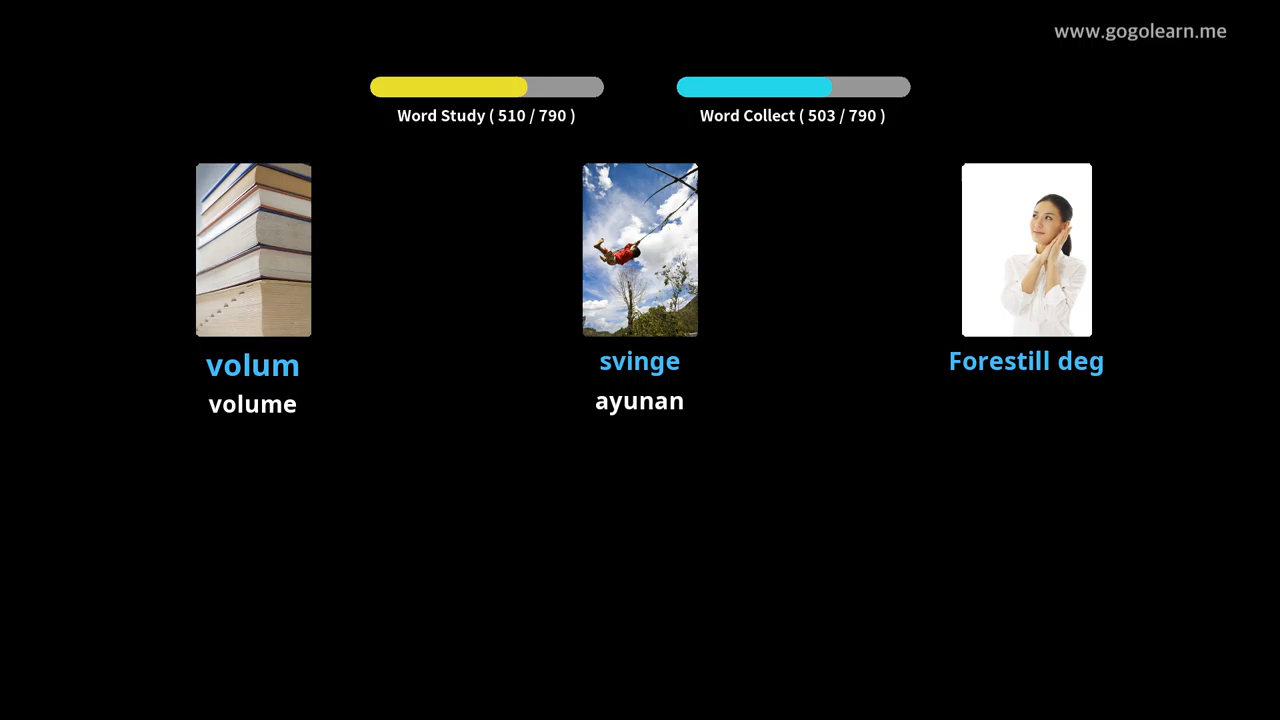 www.gogolearn.me
Word Study ( 510 / 790 )
Word Collect ( 503 / 790 )
volum
volume
svinge
ayunan
Forestill deg